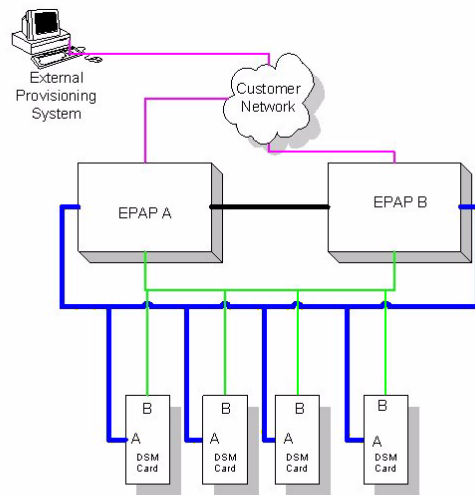 External
Provisioning
System
Customer
Network
EPAP A
EPAP B
B
A
DSM
Card
B
A
DSM
Card
B
A
DSM
Card
B
A
DSM
Card